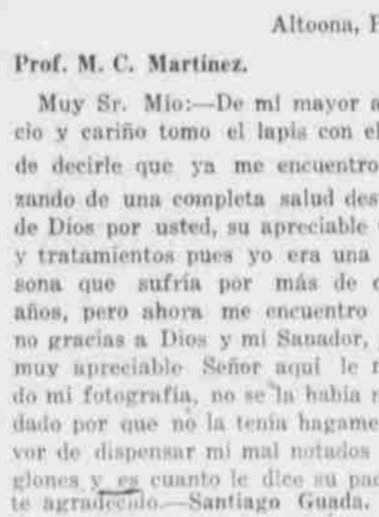 Altoona,
Prof. M. C. Martinez.
Muy Sr. Mio:—De mi mayor a
cio y cariño tomo el lapis con el
de decirle que ya me encuentro
zando de una completa salud des
de Dios por usted, su apreciable
y tratamientos pues yo era una
sona que sufría por más de
años, pero ahora me encuentro
no gracias a Dios y mi Sanador,
muy apreciable Señor aquí le
do mi fotografía, no se la habia
dado por que no la tenía hagame
vor de dispensar mi mal notados
glones y es cuanto le dice su pac
te agradecido.—Santiago Guada.